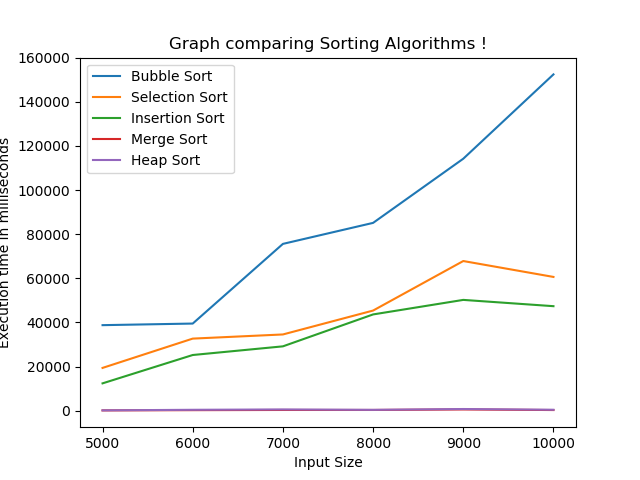 Graph comparing Sorting Algorithms !
160000
140000
120000
100000
80000
60000
40000
20000
0
Execution time in milliseconds
Bubble Sort
Selection Sort
Insertion Sort
Merge Sort
Heap Sort
5000 6000 7000 8000 9000 10000
Input Size